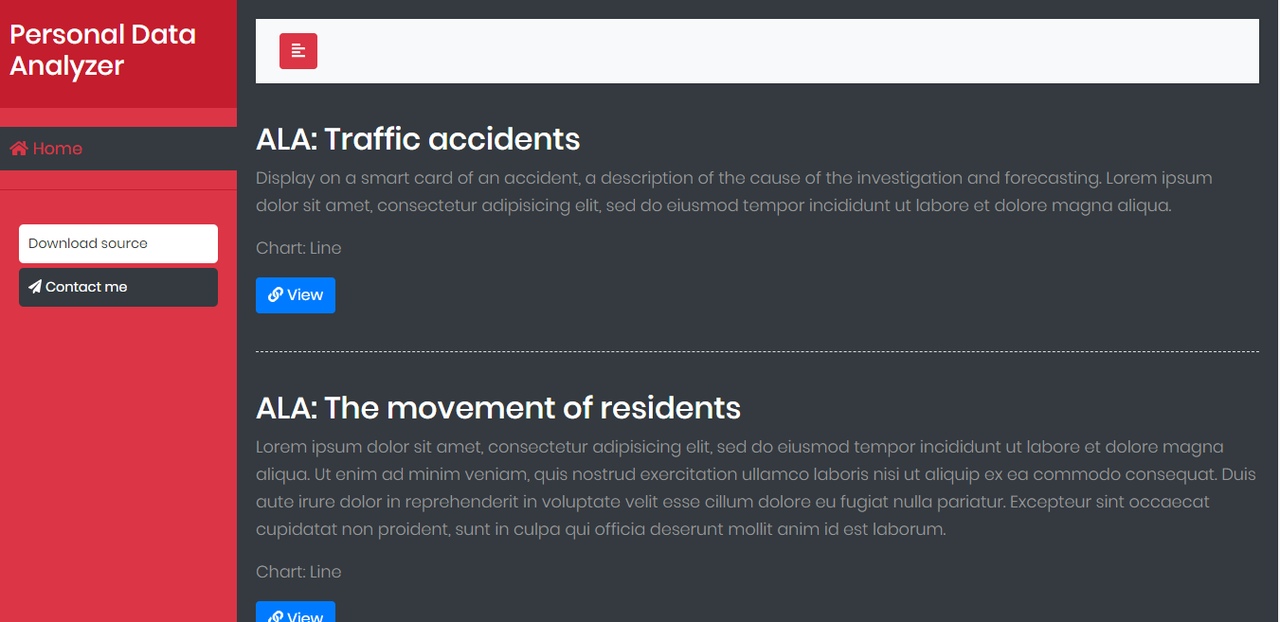 Personal Data
Analyzer
Home
Download source
Contact me
ALA: Traffic accidents
Display on a smart card of an accident, a description of the cause of the investigation and forecasting. Lorem ipsum
dolor sit amet, consectetur adipisicing elit, sed do eiusmod tempor incididunt ut labore et dolore magna aliqua.
Chart: Line
View
ALA: The movement of residents
Lorem ipsum dolor sit amet, consectetur adipisicing elit, sed do eiusmod tempor incididunt ut labore et dolore magna
aliqua. Ut enim ad minim veniam, quis nostrud exercitation ullamco laboris nisi ut aliquip ex ea commodo consequat. Duis
aute irure dolor in reprehenderit in voluptate velit esse cillum dolore eu fugiat nulla pariatur. Excepteur sint occaecat
cupidatat non proident, sunt in culpa qui officia deserunt mollit anim id est laborum.
Chart: Line
View